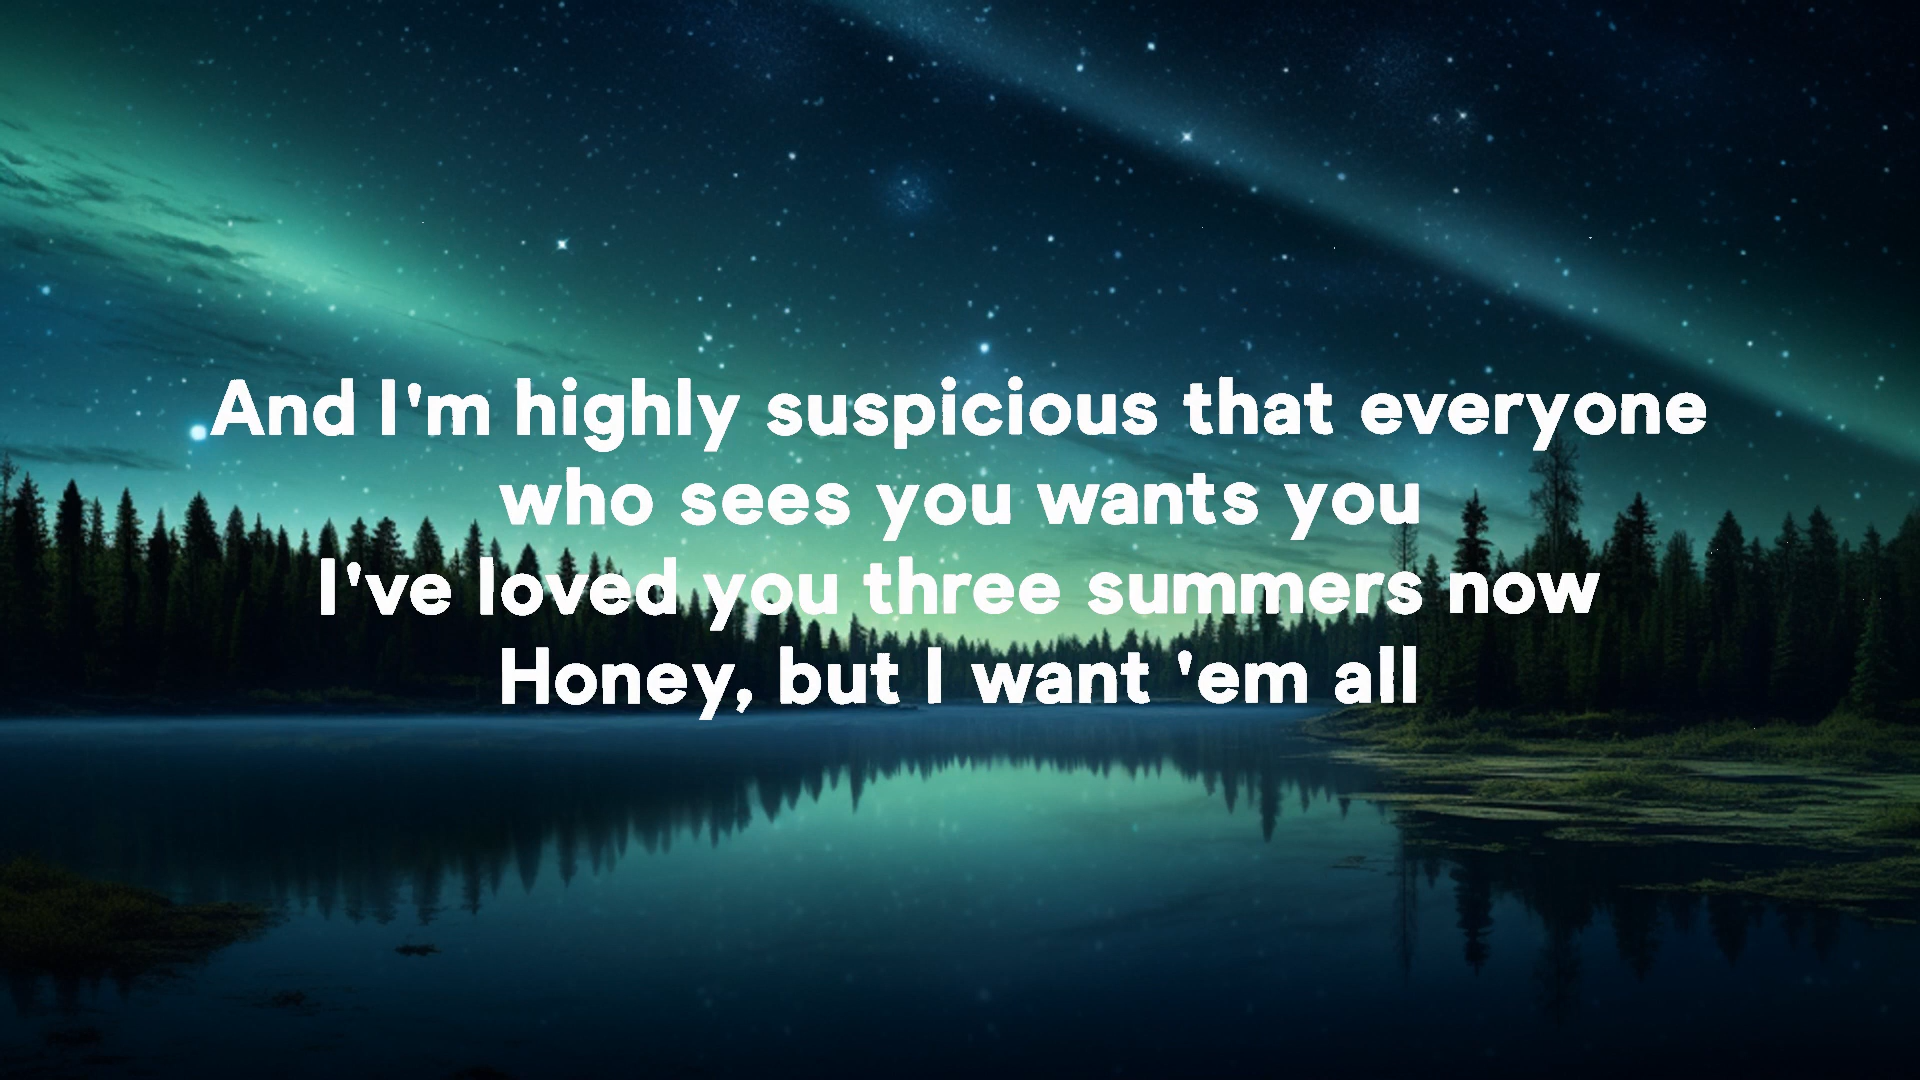 And I'm highly suspicious that everyone
who sees you wants you
I've loved you three summers now
Honey, but I want 'em all